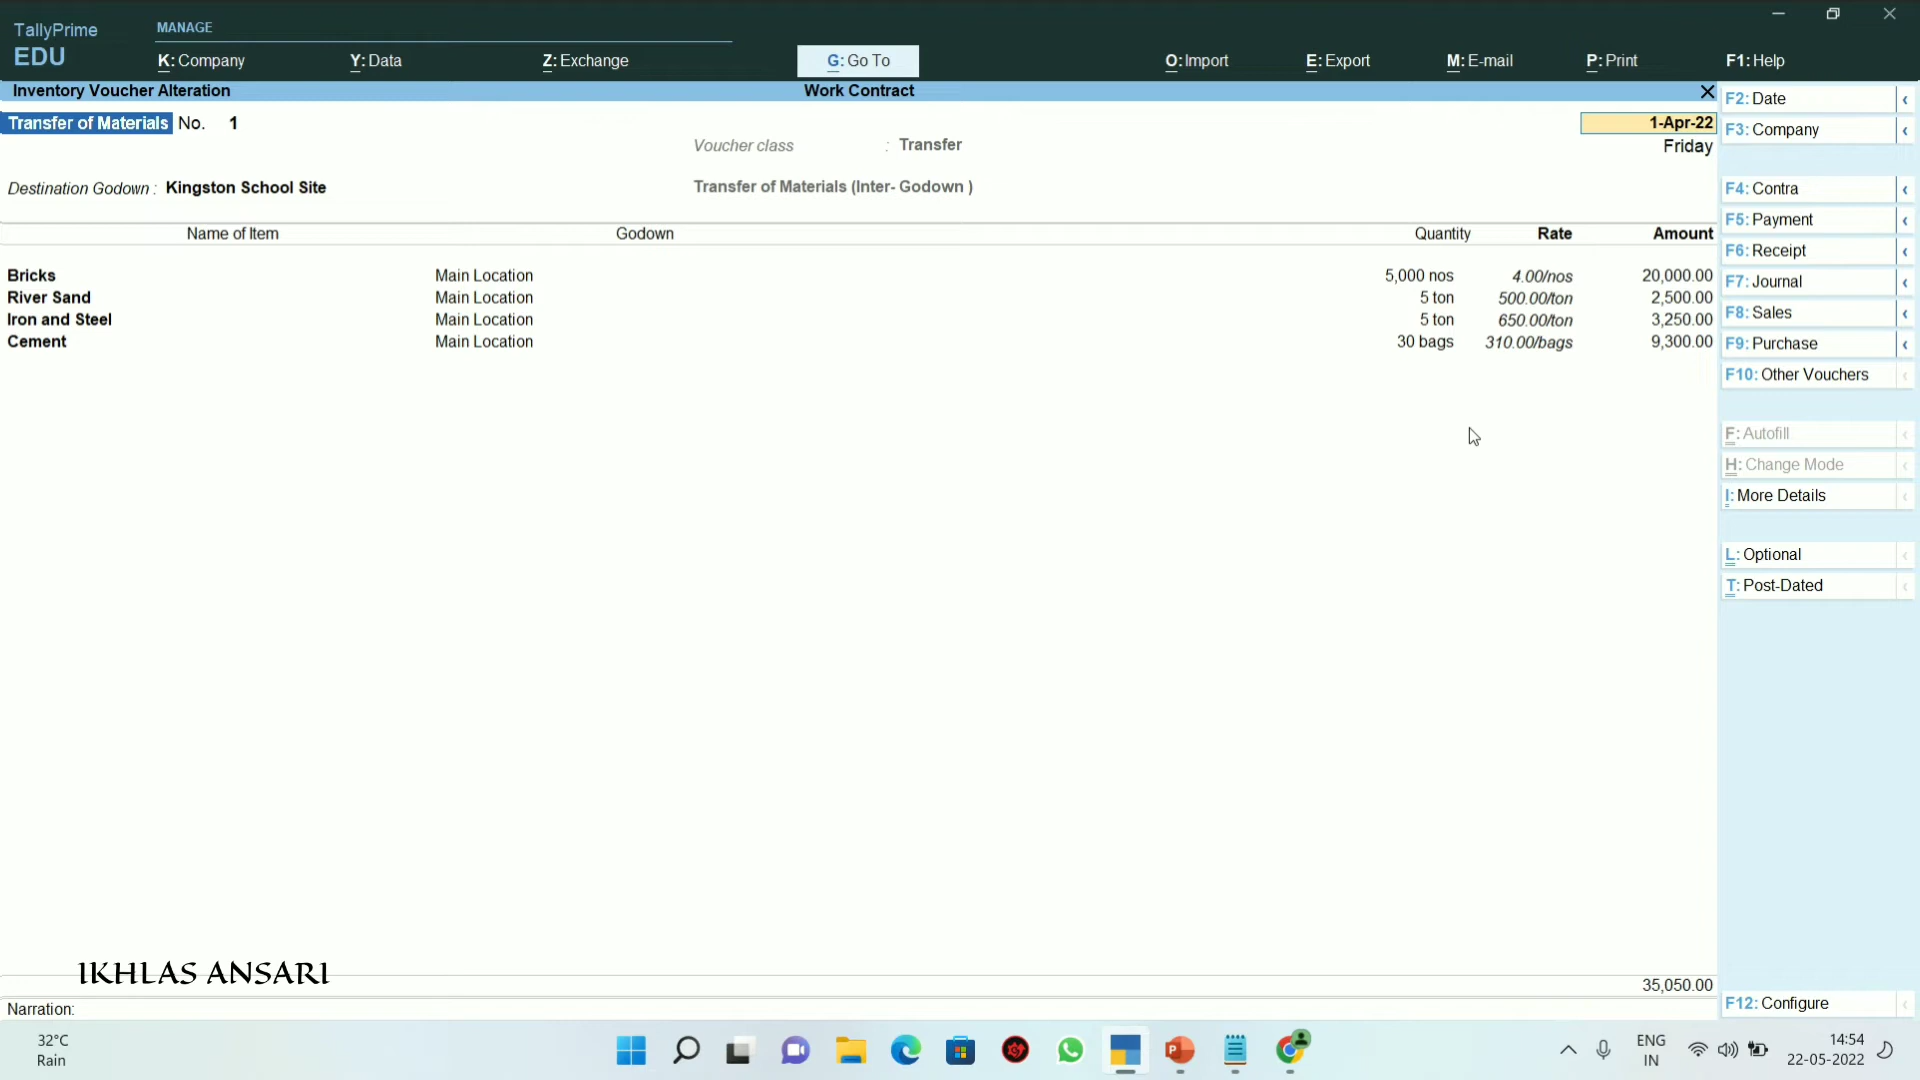 TallyPrime
EDU
MANAGE
K: Company
Y: Data
Z: Exchange
G: Go To
O: Import
E: Export
M: E-mail
P: Print
F1: Help
Inventory Voucher Alteration
Work Contract
Transfer of Materials No. 1
1-Apr-22
Voucher class : Transfer
Friday
Destination Godown : Kingston School Site
Transfer of Materials (Inter- Godown )
Name of Item Godown Quantity Rate Amount
Bricks Main Location 5,000 nos 4.00/nos 20,000.00
River Sand Main Location 5 ton 500.00/ton 2,500.00
Iron and Steel Main Location 5 ton 650.00/ton 3,250.00
Cement Main Location 30 bags 310.00/bags 9,300.00
35,050.00
IKHLAS ANSARI
Narration:
F2: Date
F3: Company
F4: Contra
F5: Payment
F6: Receipt
F7: Journal
F8: Sales
F9: Purchase
F10: Other Vouchers
F: Autofill
H: Change Mode
I: More Details
L: Optional
T: Post-Dated
F12: Configure
32°C
Rain
ENG
IN
14:54
22-05-2022